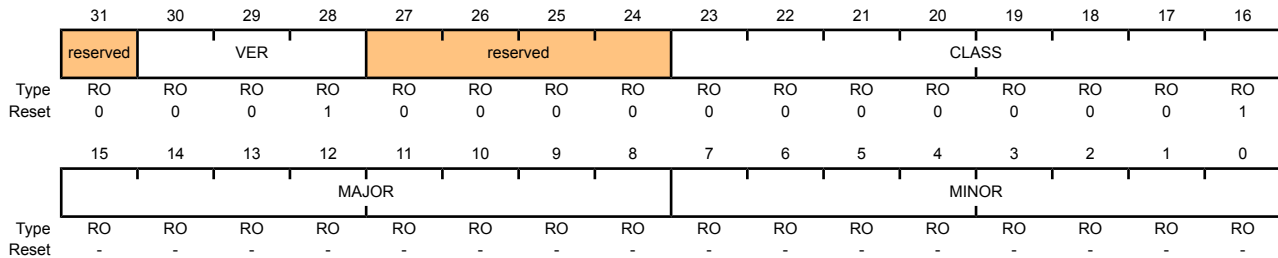 31 30 29 28 27 26 25 24 23 22 21 20 19 18 17 16
reserved VER reserved CLASS
Type RO RO RO RO RO RO RO RO RO RO RO RO RO RO RO RO
Reset 0 0 0 1 0 0 0 0 0 0 0 0 0 0 0 1
15 14 13 12 11 10 9 8 7 6 5 4 3 2 1 0
MAJOR MINOR
Type RO RO RO RO RO RO RO RO RO RO RO RO RO RO RO RO
Reset - - - - - - - - - - - - - - - -